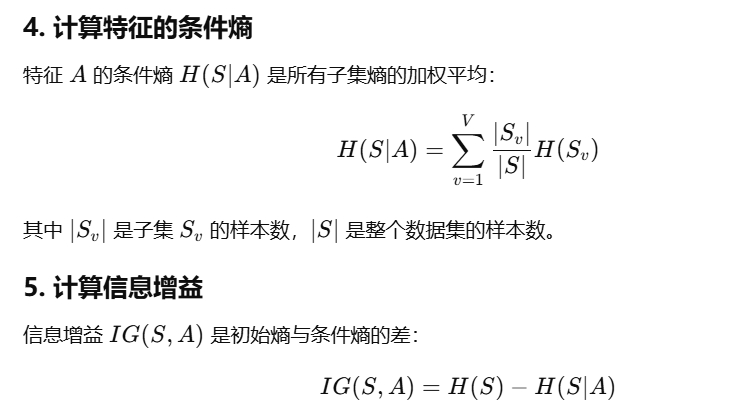 4. 计算特征的条件熵
特征 A 的条件熵 H(S|A) 是所有子集熵的加权平均：
H(S|A) = \sum_{v=1}^{V} \frac{|S_v|}{|S|} H(S_v)
其中 |S_v| 是子集 S_v 的样本数，|S| 是整个数据集的样本数。
5. 计算信息增益
信息增益 IG(S, A) 是初始熵与条件熵的差：
IG(S, A) = H(S) − H(S|A)